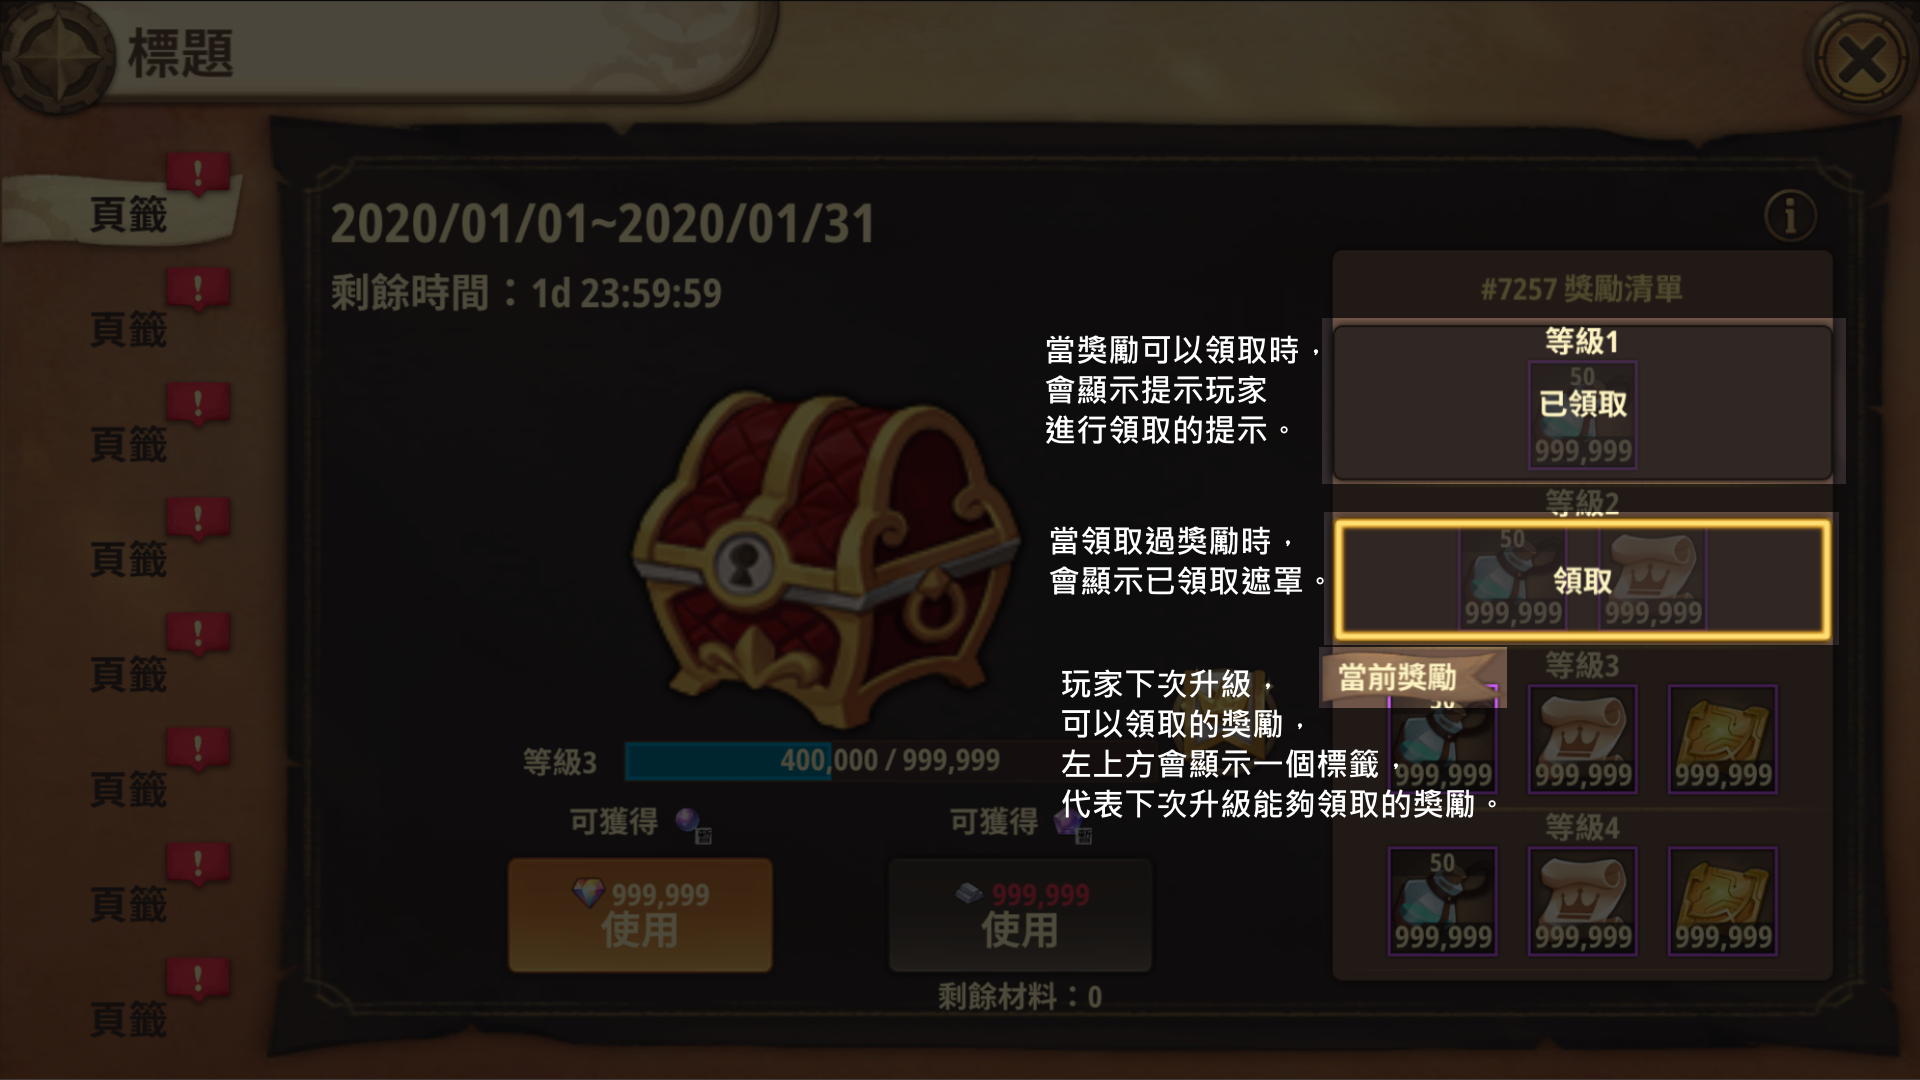 標題
頁籤
頁籤
頁籤
頁籤
頁籤
頁籤
頁籤
頁籤
2020/01/01~2020/01/31
剩餘時間：1d 23:59:59
#7257 獎勵清單
當獎勵可以領取時，
會顯示提示玩家
進行領取的提示。
等級1
50
已領取
999,999
等級2
當領取過獎勵時，
會顯示已領取遮罩。
50
領取
999,999
999,999
玩家下次升級，
可以領取的獎勵，
左上方會顯示一個標籤，
代表下次升級能夠領取的獎勵。
當前獎勵
等級3
50
999,999
999,999
999,999
等級4
50
999,999
999,999
999,999
等級3
400,000 / 999,999
可獲得
暫
999,999
使用
可獲得
暫
999,999
使用
剩餘材料：0